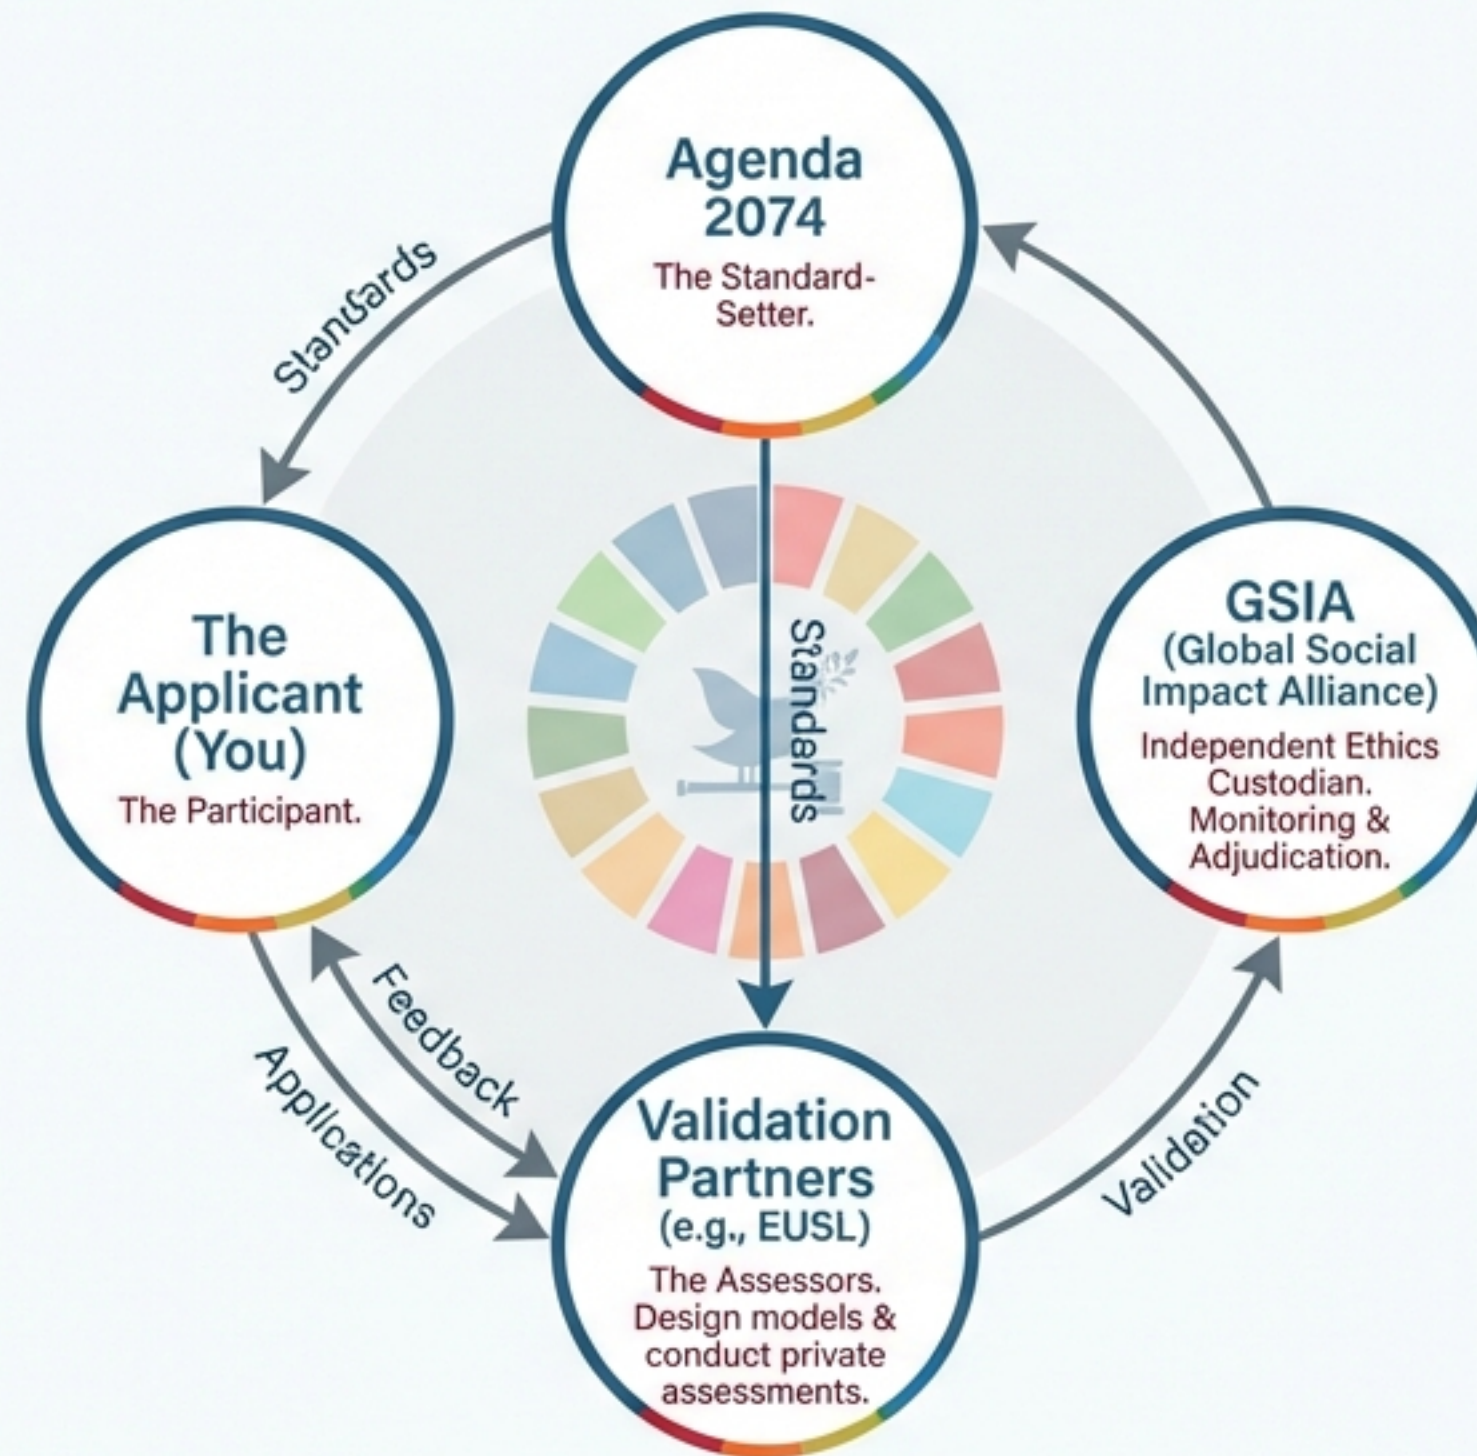 Agenda
2074
The Standard-
Setter.
Standards
The
Applicant
(You)
The Participant.
Standards
GSIA
(Global Social
Impact Alliance)
Independent Ethics
Custodian.
Monitoring &
Adjudication.
Feedback
Applications
Validation
Partners
(e.g., EUSL)
The Assessors.
Design models &
conduct private
assessments.
Validation